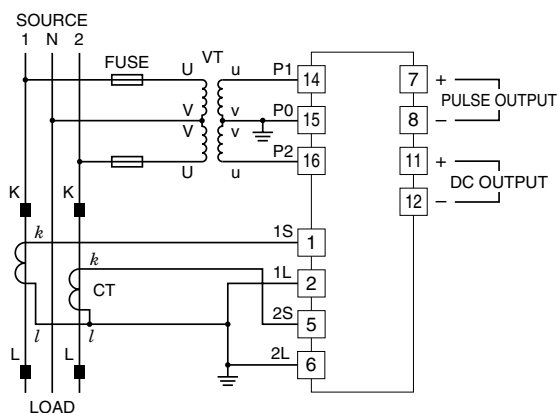 SOURCE
1 N 2
FUSE
VT
U u P1 14
7 +
PULSE OUTPUT
V v P0 15
8 −
V v
U u P2 16
11 +
DC OUTPUT
12 −
K K
k 1S 1
k 1L 2
CT
2S 5
l l
L L
2L 6
LOAD